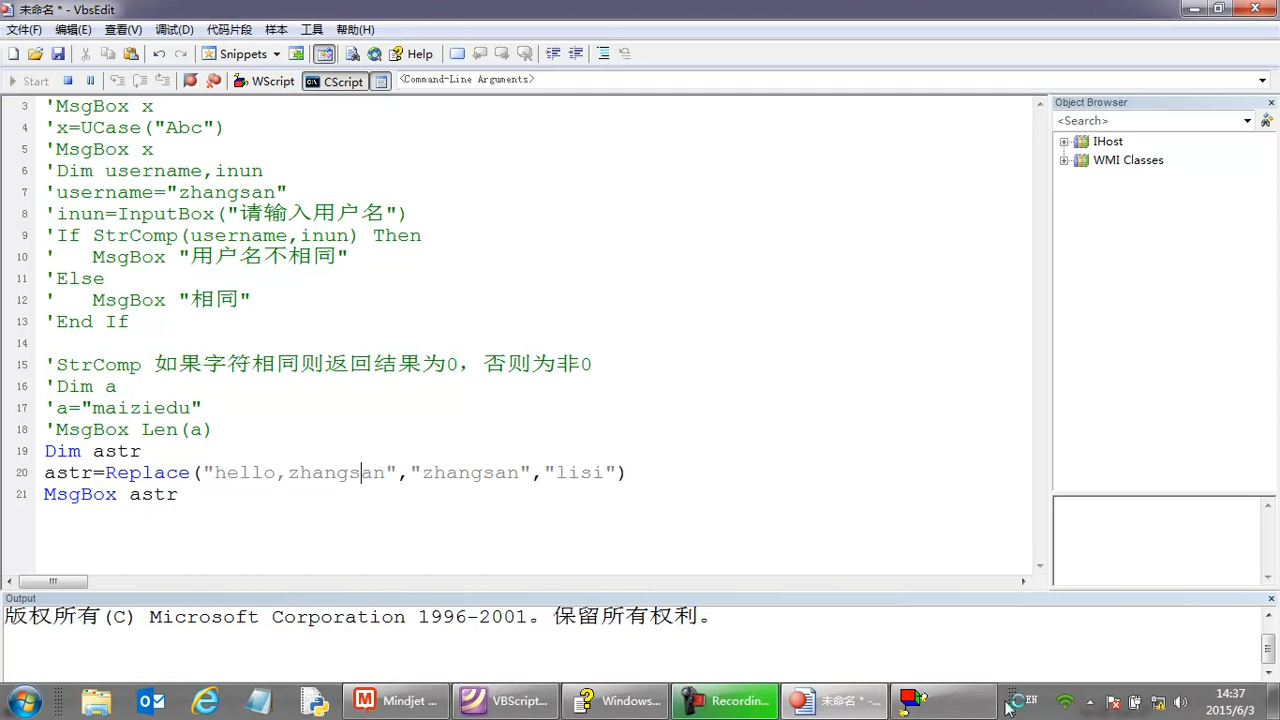 未命名 * - VbsEdit
文件(F) 编辑(E) 查看(V) 调试(D) 代码片段 样本 工具 帮助(H)
Snippets Help
Start WScript CScript <Command-Line Arguments>
3 'MsgBox x
4 'x=UCase("Abc")
5 'MsgBox x
6 'Dim username,inun
7 'username="zhangsan"
8 'inun=InputBox("请输入用户名")
9 'If StrComp(username,inun) Then
10 '   MsgBox "用户名不相同"
11 'Else
12 '   MsgBox "相同"
13 'End If
14
15 'StrComp 如果字符相同则返回结果为0，否则为非0
16 'Dim a
17 'a="maiziedu"
18 'MsgBox Len(a)
19 Dim astr
20 astr=Replace("hello,zhangsan","zhangsan","lisi")
21 MsgBox astr
Object Browser
<Search>
IHost
WMI Classes
Output
版权所有(C) Microsoft Corporation 1996-2001。保留所有权利。
Mindjet ... VBScript... Windows... Recording... 未命名 * -... EN
14:37
2015/6/3